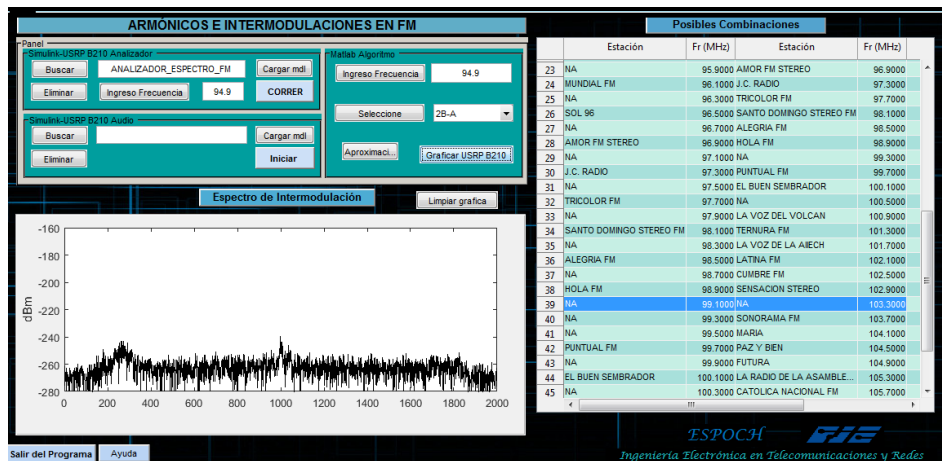 ARMÓNICOS E INTERMODULACIONES EN FM
Panel
Simulink-USRP B210 Analizador
Buscar ANALIZADOR_ESPECTRO_FM Cargar mdl
Eliminar Ingreso Frecuencia 94.9 CORRER
Simulink-USRP B210 Audio
Buscar Cargar mdl
Eliminar Iniciar
Matlab Algoritmo
Ingreso Frecuencia 94.9
Seleccione 2B-A
Aproximaci... Graficar USRP B210
Espectro de Intermodulación
Limpiar grafica
-160
-180
-200
-220
-240
-260
-280
dBm
0 200 400 600 800 1000 1200 1400 1600 1800 2000
Posibles Combinaciones
Estación Fr (MHz) Estación Fr (MHz)
23 NA 95.9000 AMOR FM STEREO 96.9000
24 MUNDIAL FM 96.1000 J.C. RADIO 97.3000
25 NA 96.3000 TRICOLOR FM 97.7000
26 SOL 96 96.5000 SANTO DOMINGO STEREO FM 98.1000
27 NA 96.7000 ALEGRIA FM 98.5000
28 AMOR FM STEREO 96.9000 HOLA FM 98.9000
29 NA 97.1000 NA 99.3000
30 J.C. RADIO 97.3000 PUNTUAL FM 99.7000
31 NA 97.5000 EL BUEN SEMBRADOR 100.1000
32 TRICOLOR FM 97.7000 NA 100.5000
33 NA 97.9000 LA VOZ DEL VOLCAN 100.9000
34 SANTO DOMINGO STEREO FM 98.1000 TERNURA FM 101.3000
35 NA 98.3000 LA VOZ DE LA AIIECH 101.7000
36 ALEGRIA FM 98.5000 LATINA FM 102.1000
37 NA 98.7000 CUMBRE FM 102.5000
38 HOLA FM 98.9000 SENSACION STEREO 102.9000
39 NA 99.1000 NA 103.3000
40 NA 99.3000 SONORAMA FM 103.7000
41 NA 99.5000 MARIA 104.1000
42 PUNTUAL FM 99.7000 PAZ Y BIEN 104.5000
43 NA 99.9000 FUTURA 104.9000
44 EL BUEN SEMBRADOR 100.1000 LA RADIO DE LA ASAMBLE... 105.3000
45 NA 100.3000 CATOLICA NACIONAL FM 105.7000
ESPOCH FIE
Ingeniería Electrónica en Telecomunicaciones y Redes
Salir del Programa Ayuda